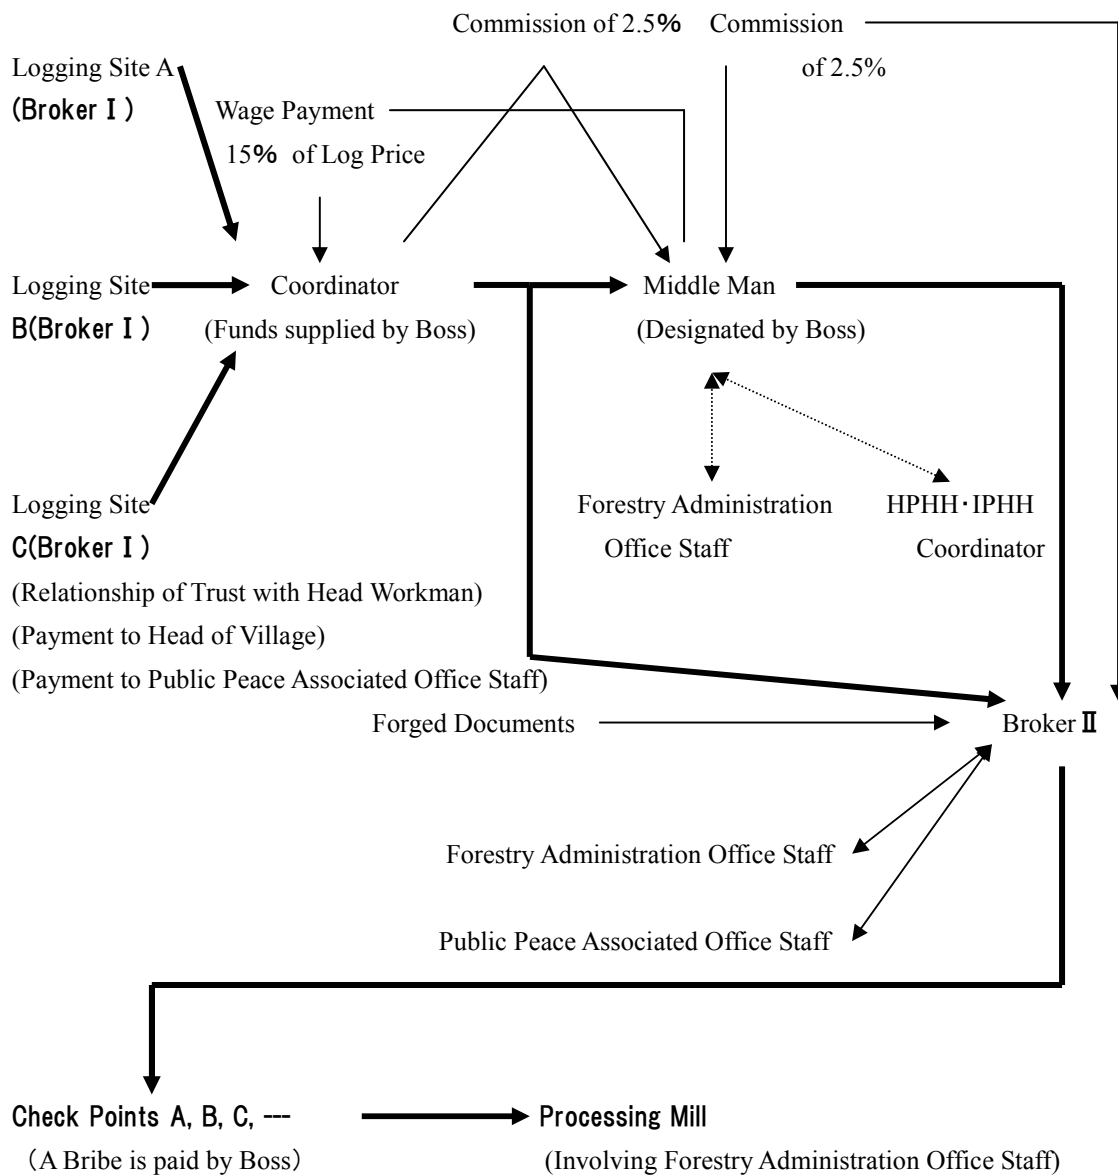 Commission of 2.5% Commission
of 2.5%
Logging Site A
(Broker Ⅰ)
Wage Payment
15% of Log Price
Logging Site
B(Broker Ⅰ)
Coordinator
(Funds supplied by Boss)
Middle Man
(Designated by Boss)
Logging Site
C(Broker Ⅰ)
(Relationship of Trust with Head Workman)
(Payment to Head of Village)
(Payment to Public Peace Associated Office Staff)
Forestry Administration
Office Staff
HPHH・IPHH
Coordinator
Forged Documents
Broker Ⅱ
Forestry Administration Office Staff
Public Peace Associated Office Staff
Check Points A, B, C, ---
(A Bribe is paid by Boss)
Processing Mill
(Involving Forestry Administration Office Staff)